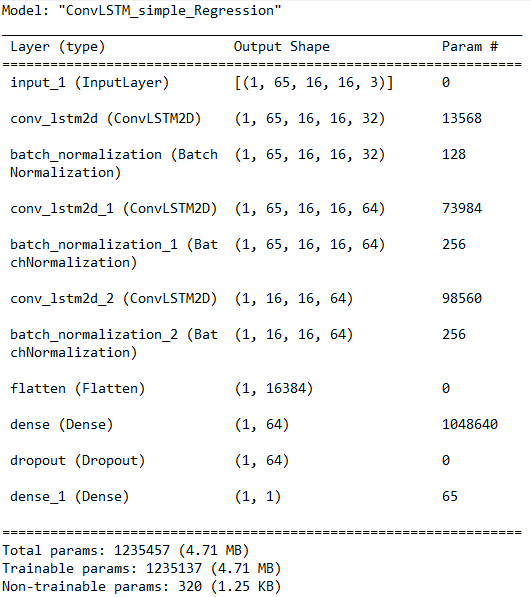 Model: "ConvLSTM_simple_Regression"
Layer (type) Output Shape Param #
input_1 (InputLayer) [(1, 65, 16, 16, 3)] 0
conv_lstm2d (ConvLSTM2D) (1, 65, 16, 16, 32) 13568
batch_normalization (Batch (1, 65, 16, 16, 32) 128
Normalization)
conv_lstm2d_1 (ConvLSTM2D) (1, 65, 16, 16, 64) 73984
batch_normalization_1 (Bat (1, 65, 16, 16, 64) 256
chNormalization)
conv_lstm2d_2 (ConvLSTM2D) (1, 16, 16, 64) 98560
batch_normalization_2 (Bat (1, 16, 16, 64) 256
chNormalization)
flatten (Flatten) (1, 16384) 0
dense (Dense) (1, 64) 1048640
dropout (Dropout) (1, 64) 0
dense_1 (Dense) (1, 1) 65
Total params: 1235457 (4.71 MB)
Trainable params: 1235137 (4.71 MB)
Non-trainable params: 320 (1.25 KB)